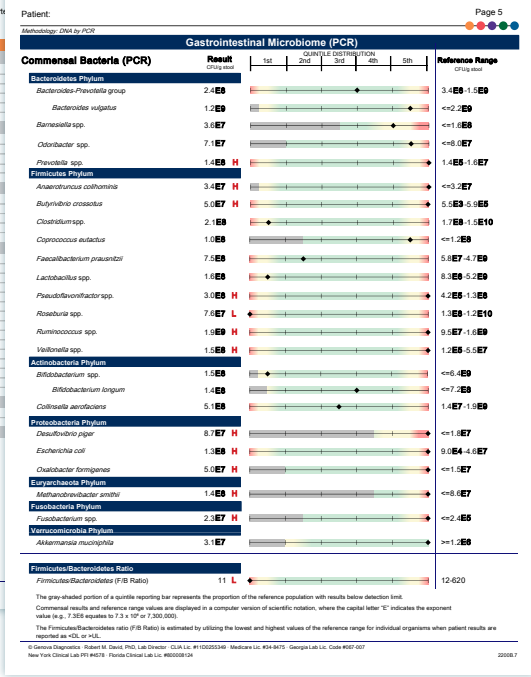 Patient:
Page 5
Methodology: DNA by PCR
Gastrointestinal Microbiome (PCR)
Commensal Bacteria (PCR) Result QUINTILE DISTRIBUTION Reference Range
CFU/g stool 1st 2nd 3rd 4th 5th CFU/g stool
Bacteroidetes Phylum
Bacteroides-Prevotella group 2.4E8 3.4E6-1.5E9
Bacteroides vulgatus 1.2E9 <=2.2E9
Barnesiella spp. 3.6E7 <=1.6E8
Odoribacter spp. 7.1E7 <=8.0E7
Prevotella spp. 1.4E8 H 1.4E5-1.6E7
Firmicutes Phylum
Anaerotruncus colihominis 3.4E7 H <=3.2E7
Butyrivibrio crossotus 5.0E7 H 5.5E3-5.9E5
Clostridium spp. 2.1E8 1.7E8-1.5E10
Coprococcus eutactus 1.0E8 <=1.2E8
Faecalibacterium prausnitzii 7.5E8 5.8E7-4.7E9
Lactobacillus spp. 1.6E8 8.3E6-5.2E9
Pseudoflavonifractor spp. 3.0E8 H 4.2E5-1.3E8
Roseburia spp. 7.6E7 L 1.3E8-1.2E10
Ruminococcus spp. 1.9E9 H 9.5E7-1.6E9
Veillonella spp. 1.5E8 H 1.2E5-5.5E7
Actinobacteria Phylum
Bifidobacterium spp. 1.5E8 <=6.4E9
Bifidobacterium longum 1.4E8 <=7.2E8
Collinsella aerofaciens 5.1E8 1.4E7-1.9E9
Proteobacteria Phylum
Desulfovibrio piger 8.7E7 H <=1.8E7
Escherichia coli 1.3E8 H 9.0E4-4.6E7
Oxalobacter formigenes 5.0E7 H <=1.5E7
Euryarchaeota Phylum
Methanobrevibacter smithii 1.4E8 H <=8.6E7
Fusobacteria Phylum
Fusobacterium spp. 2.3E7 H <=2.4E5
Verrucomicrobia Phylum
Akkermansia muciniphila 3.1E7 >=1.2E6
Firmicutes/Bacteroidetes Ratio
Firmicutes/Bacteroidetes (F/B Ratio) 11 L 12-620
The gray-shaded portion of a quintile reporting bar represents the proportion of the reference population with results below detection limit.
Commensal results and reference range values are displayed in a computer version of scientific notation, where the capital letter "E" indicates the exponent
value (e.g., 7.3E6 equates to 7.3 x 10⁶ or 7,300,000).
The Firmicutes/Bacteroidetes ratio (F/B Ratio) is estimated by utilizing the lowest and highest values of the reference range for individual organisms when patient results are
reported as <DL or >UL.
© Genova Diagnostics · Robert M. David, PhD, Lab Director · CLIA Lic. #11D0255349 · Medicare Lic. #34-8475 · Georgia Lab Lic. Code #067-007
New York Clinical Lab PFI #4578 · Florida Clinical Lab Lic. #800008124
2200B.7